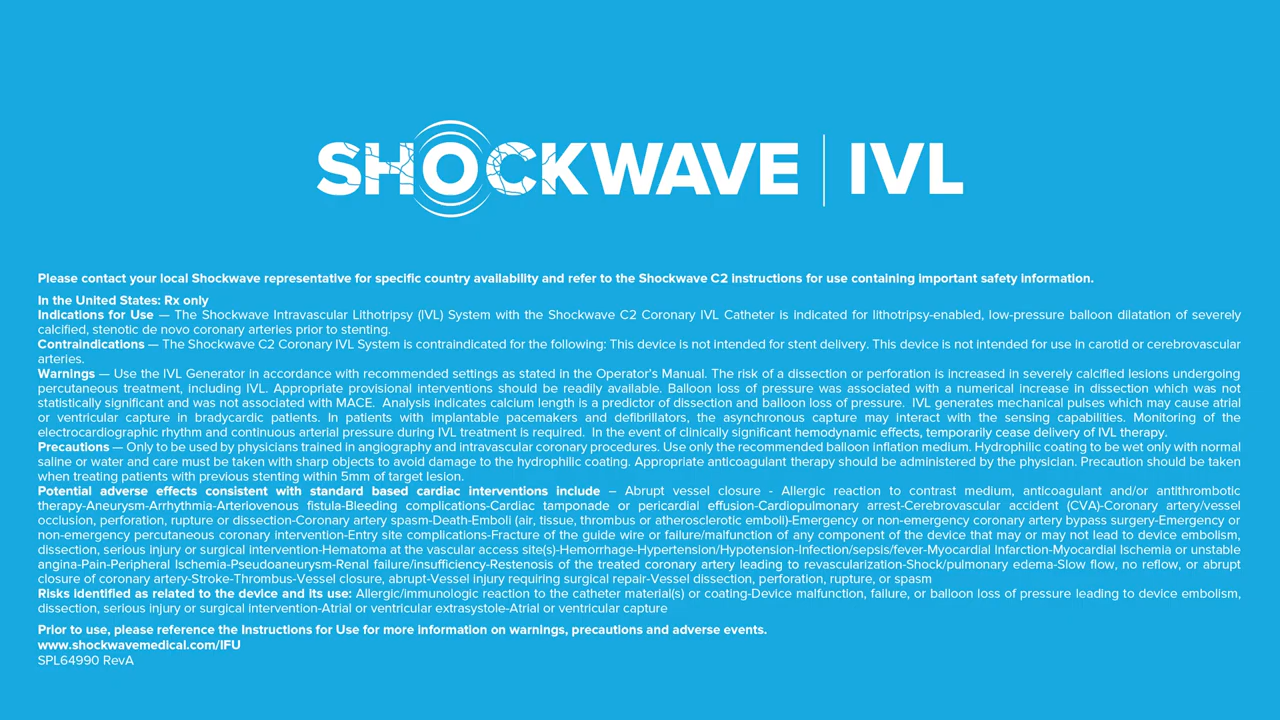 SHOCKWAVE | IVL
Please contact your local Shockwave representative for specific country availability and refer to the Shockwave C2 instructions for use containing important safety information.
In the United States: Rx only
Indications for Use — The Shockwave Intravascular Lithotripsy (IVL) System with the Shockwave C2 Coronary IVL Catheter is indicated for lithotripsy-enabled, low-pressure balloon dilatation of severely
calcified, stenotic de novo coronary arteries prior to stenting.
Contraindications — The Shockwave C2 Coronary IVL System is contraindicated for the following: This device is not intended for stent delivery. This device is not intended for use in carotid or cerebrovascular
arteries.
Warnings — Use the IVL Generator in accordance with recommended settings as stated in the Operator's Manual. The risk of a dissection or perforation is increased in severely calcified lesions undergoing
percutaneous treatment, including IVL. Appropriate provisional interventions should be readily available. Balloon loss of pressure was associated with a numerical increase in dissection which was not
statistically significant and was not associated with MACE. Analysis indicates calcium length is a predictor of dissection and balloon loss of pressure. IVL generates mechanical pulses which may cause atrial
or ventricular capture in bradycardic patients. In patients with implantable pacemakers and defibrillators, the asynchronous capture may interact with the sensing capabilities. Monitoring of the
electrocardiographic rhythm and continuous arterial pressure during IVL treatment is required. In the event of clinically significant hemodynamic effects, temporarily cease delivery of IVL therapy.
Precautions — Only to be used by physicians trained in angiography and intravascular coronary procedures. Use only the recommended balloon inflation medium. Hydrophilic coating to be wet only with normal
saline or water and care must be taken with sharp objects to avoid damage to the hydrophilic coating. Appropriate anticoagulant therapy should be administered by the physician. Precaution should be taken
when treating patients with previous stenting within 5mm of target lesion.
Potential adverse effects consistent with standard based cardiac interventions include – Abrupt vessel closure - Allergic reaction to contrast medium, anticoagulant and/or antithrombotic
therapy-Aneurysm-Arrhythmia-Arteriovenous fistula-Bleeding complications-Cardiac tamponade or pericardial effusion-Cardiopulmonary arrest-Cerebrovascular accident (CVA)-Coronary artery/vessel
occlusion, perforation, rupture or dissection-Coronary artery spasm-Death-Emboli (air, tissue, thrombus or atherosclerotic emboli)-Emergency or non-emergency coronary artery bypass surgery-Emergency or
non-emergency percutaneous coronary intervention-Entry site complications-Fracture of the guide wire or failure/malfunction of any component of the device that may or may not lead to device embolism,
dissection, serious injury or surgical intervention-Hematoma at the vascular access site(s)-Hemorrhage-Hypertension/Hypotension-Infection/sepsis/fever-Myocardial Infarction-Myocardial Ischemia or unstable
angina-Pain-Peripheral Ischemia-Pseudoaneurysm-Renal failure/insufficiency-Restenosis of the treated coronary artery leading to revascularization-Shock/pulmonary edema-Slow flow, no reflow, or abrupt
closure of coronary artery-Stroke-Thrombus-Vessel closure, abrupt-Vessel injury requiring surgical repair-Vessel dissection, perforation, rupture, or spasm
Risks identified as related to the device and its use: Allergic/immunologic reaction to the catheter material(s) or coating-Device malfunction, failure, or balloon loss of pressure leading to device embolism,
dissection, serious injury or surgical intervention-Atrial or ventricular extrasystole-Atrial or ventricular capture
Prior to use, please reference the Instructions for Use for more information on warnings, precautions and adverse events.
www.shockwavemedical.com/IFU
SPL64990 RevA